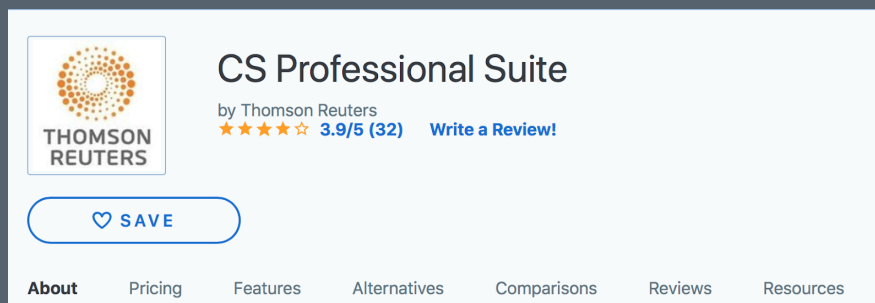 THOMSON
REUTERS
CS Professional Suite
by Thomson Reuters
3.9/5 (32) Write a Review!
SAVE
About Pricing Features Alternatives Comparisons Reviews Resources